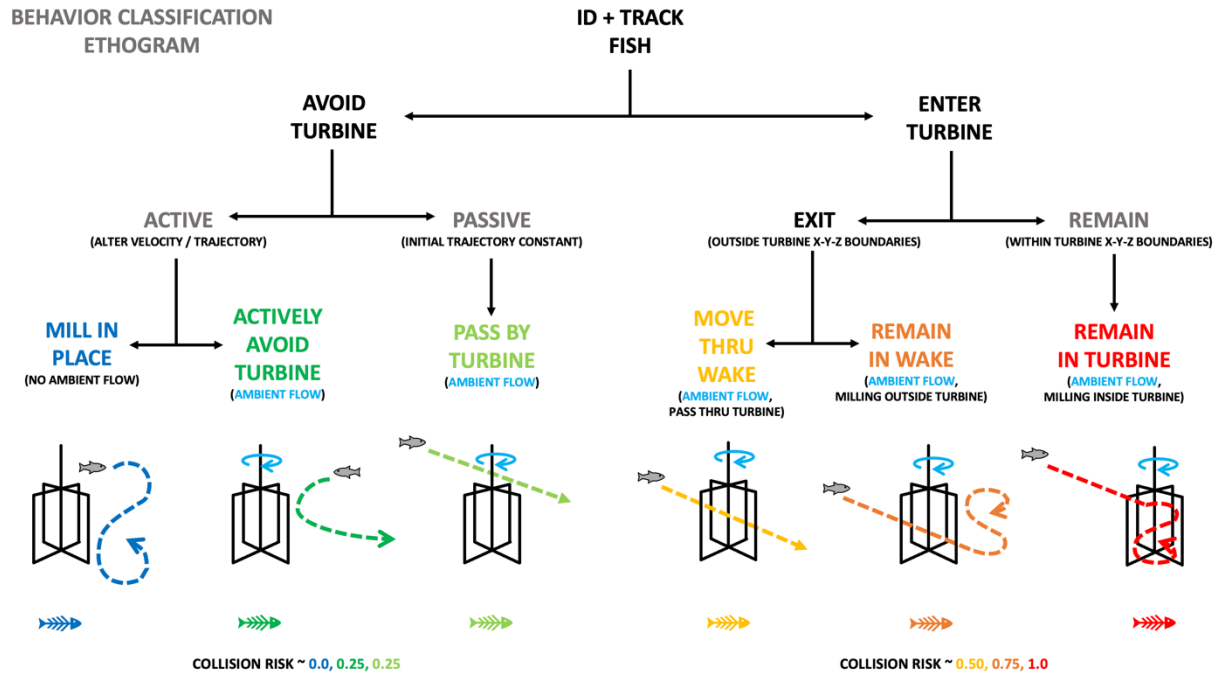 BEHAVIOR CLASSIFICATION
ETHOGRAM
ID + TRACK
FISH
AVOID
TURBINE
ENTER
TURBINE
ACTIVE
(ALTER VELOCITY / TRAJECTORY)
PASSIVE
(INITIAL TRAJECTORY CONSTANT)
EXIT
(OUTSIDE TURBINE X-Y-Z BOUNDARIES)
REMAIN
(WITHIN TURBINE X-Y-Z BOUNDARIES)
MILL IN
PLACE
(NO AMBIENT FLOW)
ACTIVELY
AVOID
TURBINE
(AMBIENT FLOW)
PASS BY
TURBINE
(AMBIENT FLOW)
MOVE
THRU
WAKE
(AMBIENT FLOW,
PASS THRU TURBINE)
REMAIN
IN WAKE
(AMBIENT FLOW,
MILLING OUTSIDE TURBINE)
REMAIN
IN TURBINE
(AMBIENT FLOW,
MILLING INSIDE TURBINE)
COLLISION RISK ~ 0.0, 0.25, 0.25
COLLISION RISK ~ 0.50, 0.75, 1.0